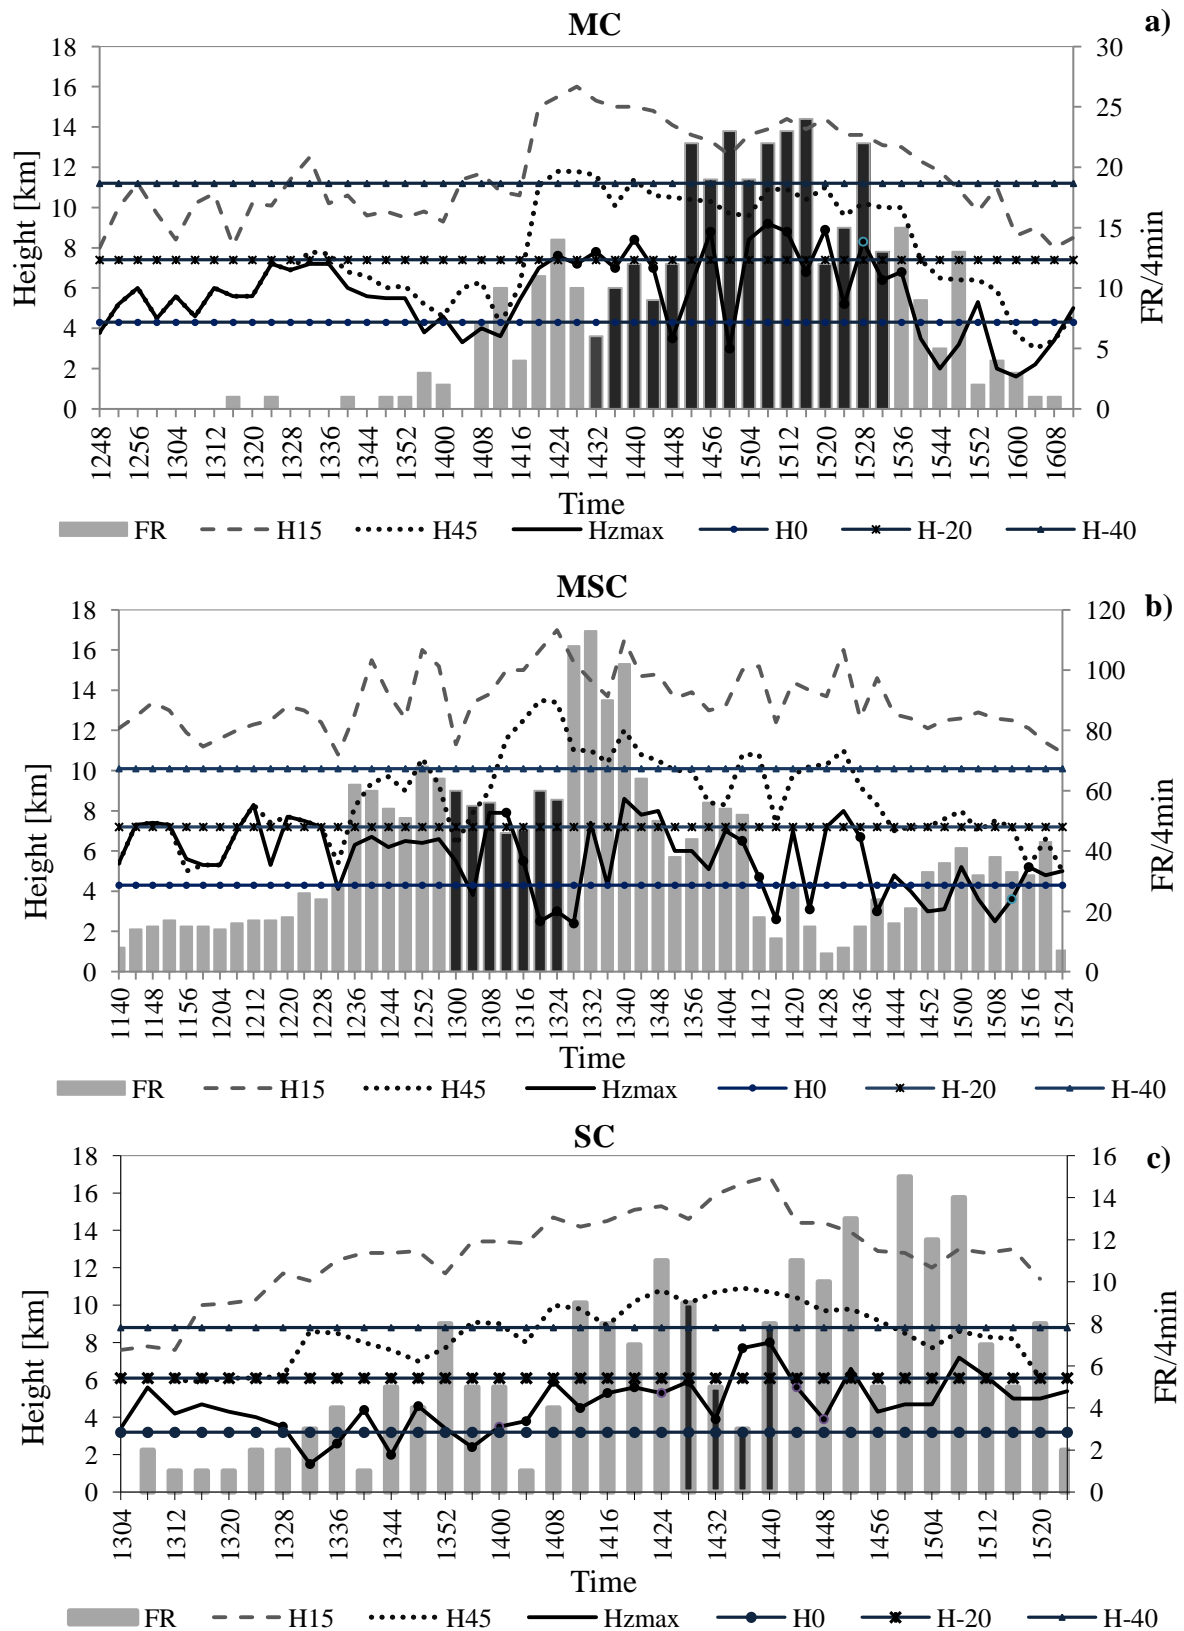 MC
a)
18 16 14 12 10 8 6 4 2 0
Height [km]
30 25 20 15 10 5 0
FR/4min
1248 1256 1304 1312 1320 1328 1336 1344 1352 1400 1408 1416 1424 1432 1440 1448 1456 1504 1512 1520 1528 1536 1544 1552 1600 1608
Time
FR H15 H45 Hzmax H0 H-20 H-40
MSC
b)
18 16 14 12 10 8 6 4 2 0
Height [km]
120 100 80 60 40 20 0
FR/4min
1140 1148 1156 1204 1212 1220 1228 1236 1244 1252 1300 1308 1316 1324 1332 1340 1348 1356 1404 1412 1420 1428 1436 1444 1452 1500 1508 1516 1524
Time
FR H15 H45 Hzmax H0 H-20 H-40
SC
c)
18 16 14 12 10 8 6 4 2 0
Height [km]
16 14 12 10 8 6 4 2 0
FR/4min
1304 1312 1320 1328 1336 1344 1352 1400 1408 1416 1424 1432 1440 1448 1456 1504 1512 1520
Time
FR H15 H45 Hzmax H0 H-20 H-40